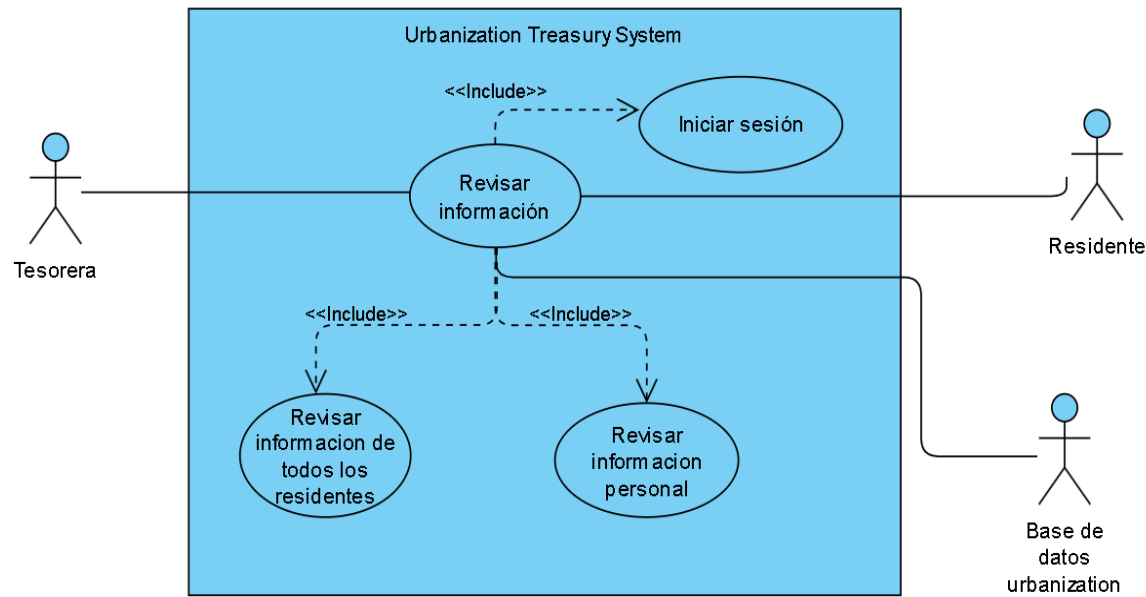 Urbanization Treasury System
<<Include>>
Iniciar sesión
Revisar
información
Tesorera
Residente
<<Include>>
<<Include>>
Revisar
informacion de
todos los
residentes
Revisar
informacion
personal
Base de
datos
urbanization